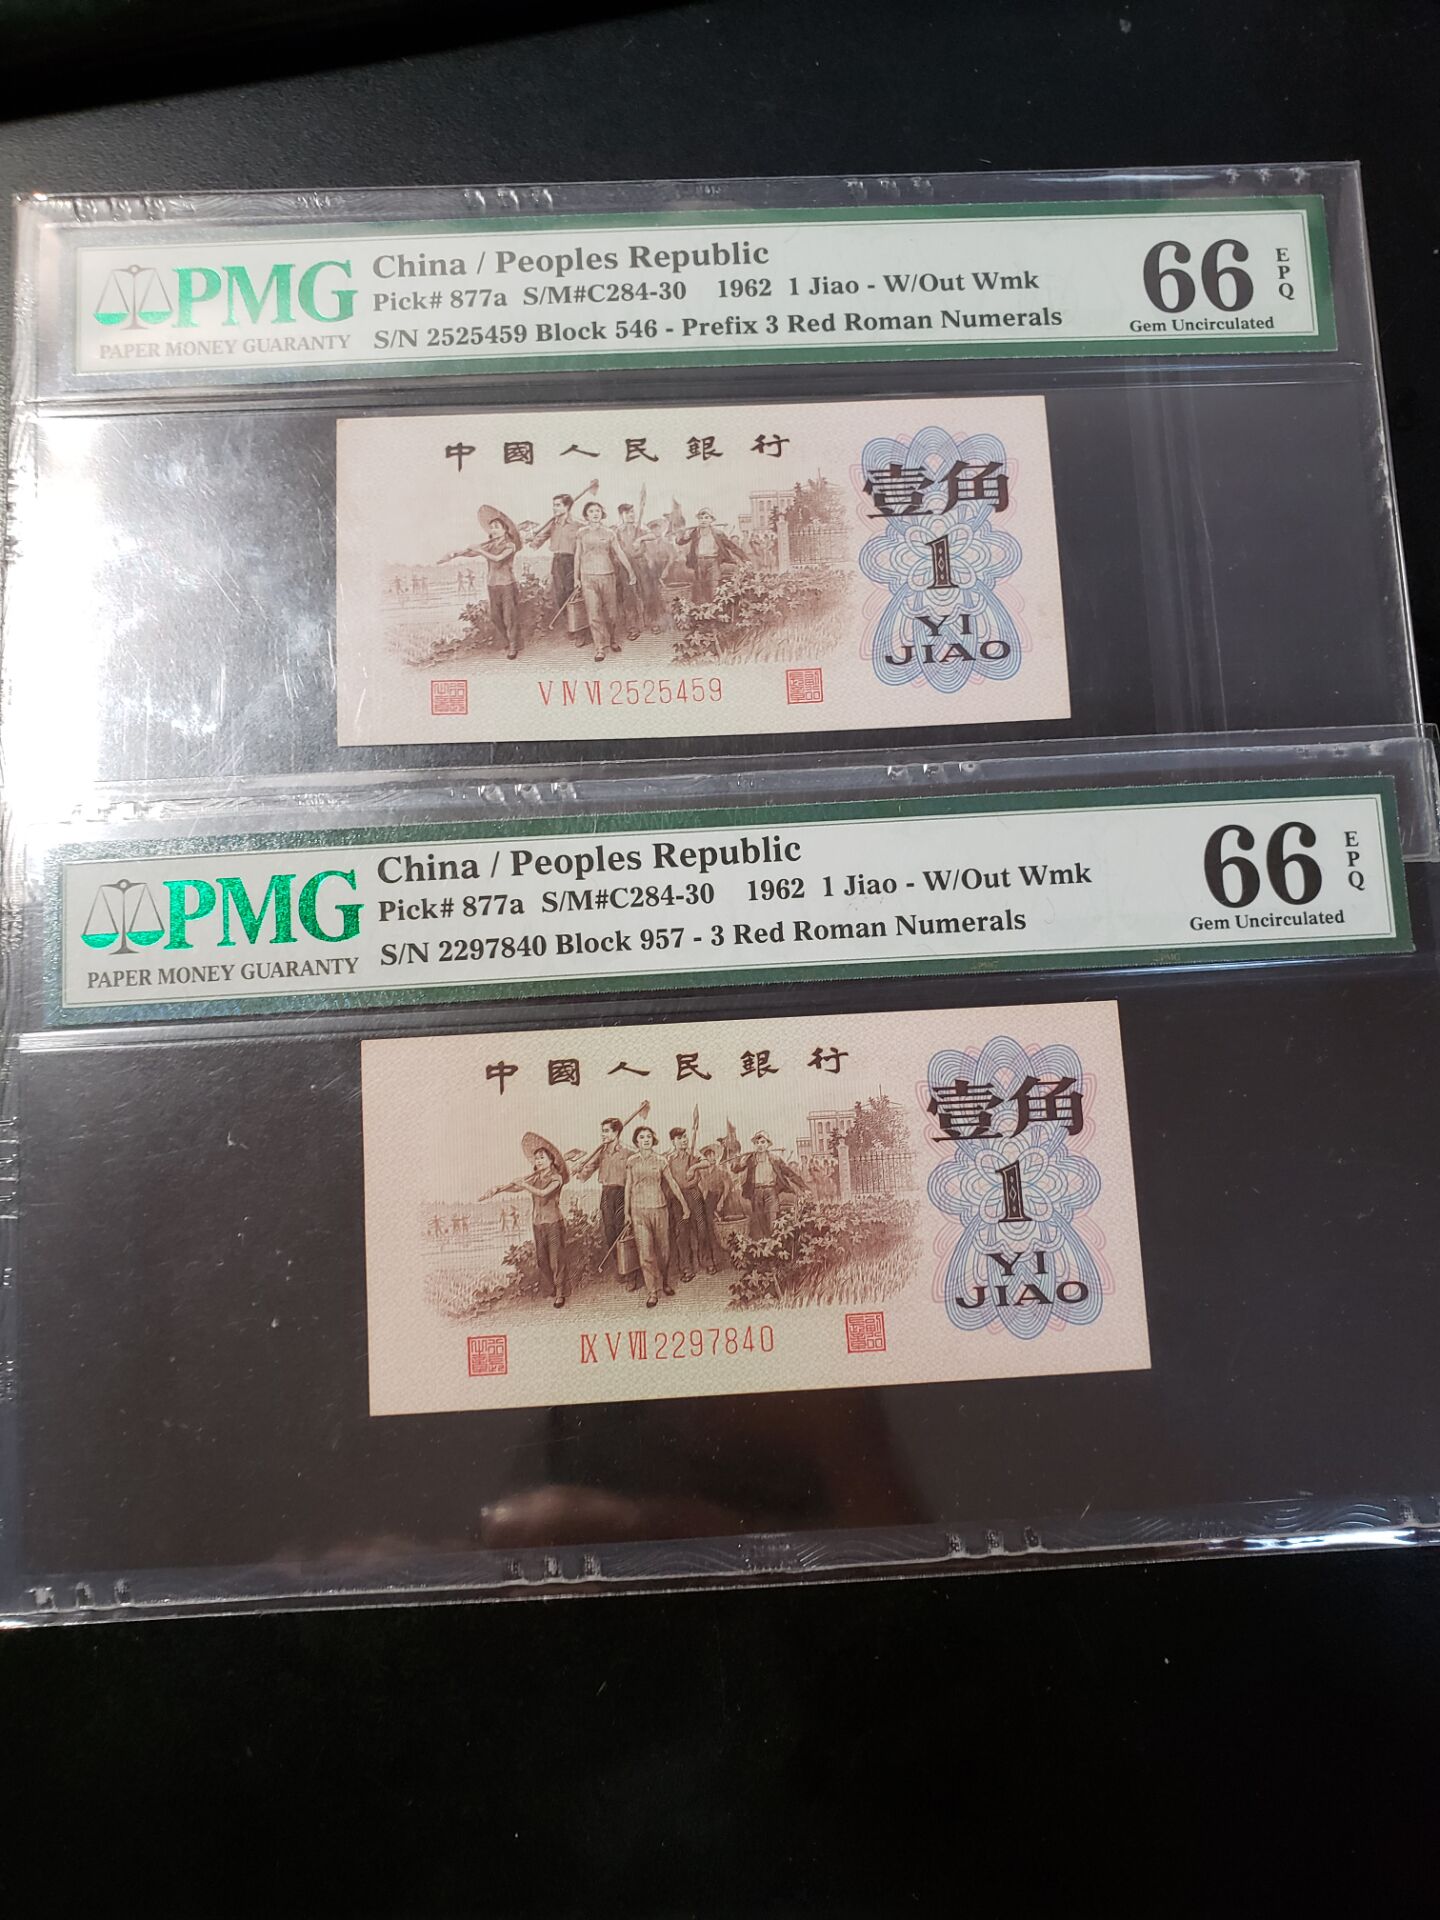 PMG
PAPER MONEY GUARANTY
China / Peoples Republic
Pick# 877a S/M#C284-30 1962 1 Jiao - W/Out Wmk
S/N 2525459 Block 546 - Prefix 3 Red Roman Numerals
66 EPQ
Gem Uncirculated
中國人民銀行
壹角
1
YI
JIAO
V IV VI 2525459
PMG
PAPER MONEY GUARANTY
China / Peoples Republic
Pick# 877a S/M#C284-30 1962 1 Jiao - W/Out Wmk
S/N 2297840 Block 957 - 3 Red Roman Numerals
66 EPQ
Gem Uncirculated
中國人民銀行
壹角
1
YI
JIAO
IX V VII 2297840